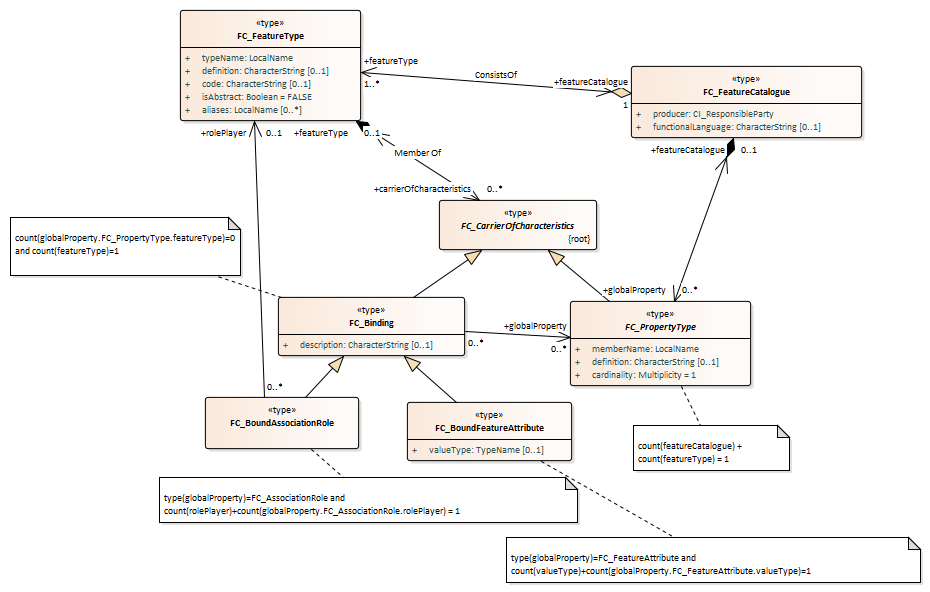 «type»
FC_FeatureType
+ typeName: LocalName
+ definition: CharacterString [0..1]
+ code: CharacterString [0..1]
+ isAbstract: Boolean = FALSE
+ aliases: LocalName [0..*]
+featureType
1..*
ConsistsOf
+featureCatalogue
1
«type»
FC_FeatureCatalogue
+ producer: CI_ResponsibleParty
+ functionalLanguage: CharacterString [0..1]
+rolePlayer
0..1
+featureType
0..1
Member Of
+featureCatalogue
0..1
+carrierOfCharacteristics
0..*
«type»
FC_CarrierOfCharacteristics
{root}
count(globalProperty.FC_PropertyType.featureType)=0
and count(featureType)=1
+globalProperty
0..*
«type»
FC_Binding
+ description: CharacterString [0..1]
+globalProperty
0..*
0..*
«type»
FC_PropertyType
+ memberName: LocalName
+ definition: CharacterString [0..1]
+ cardinality: Multiplicity = 1
0..*
«type»
FC_BoundAssociationRole
«type»
FC_BoundFeatureAttribute
+ valueType: TypeName [0..1]
count(featureCatalogue) +
count(featureType) = 1
type(globalProperty)=FC_AssociationRole and
count(rolePlayer)+count(globalProperty.FC_AssociationRole.rolePlayer) = 1
type(globalProperty)=FC_FeatureAttribute and
count(valueType)+count(globalProperty.FC_FeatureAttribute.valueType)=1